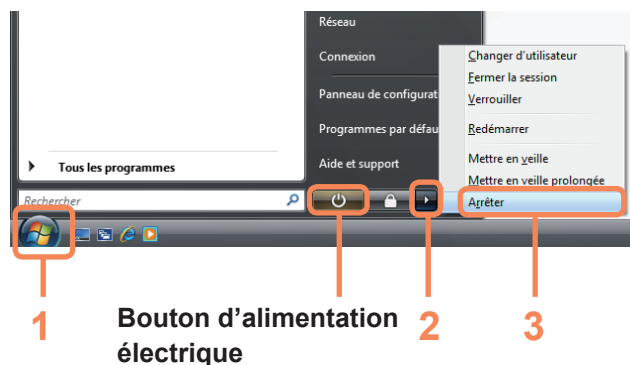 Réseau
Connexion
Panneau de configurat
Programmes par défau
Aide et support
Changer d'utilisateur
Fermer la session
Verrouiller
Redémarrer
Mettre en veille
Mettre en veille prolongée
Arrêter
Tous les programmes
Rechercher
1
Bouton d'alimentation
électrique
2
3